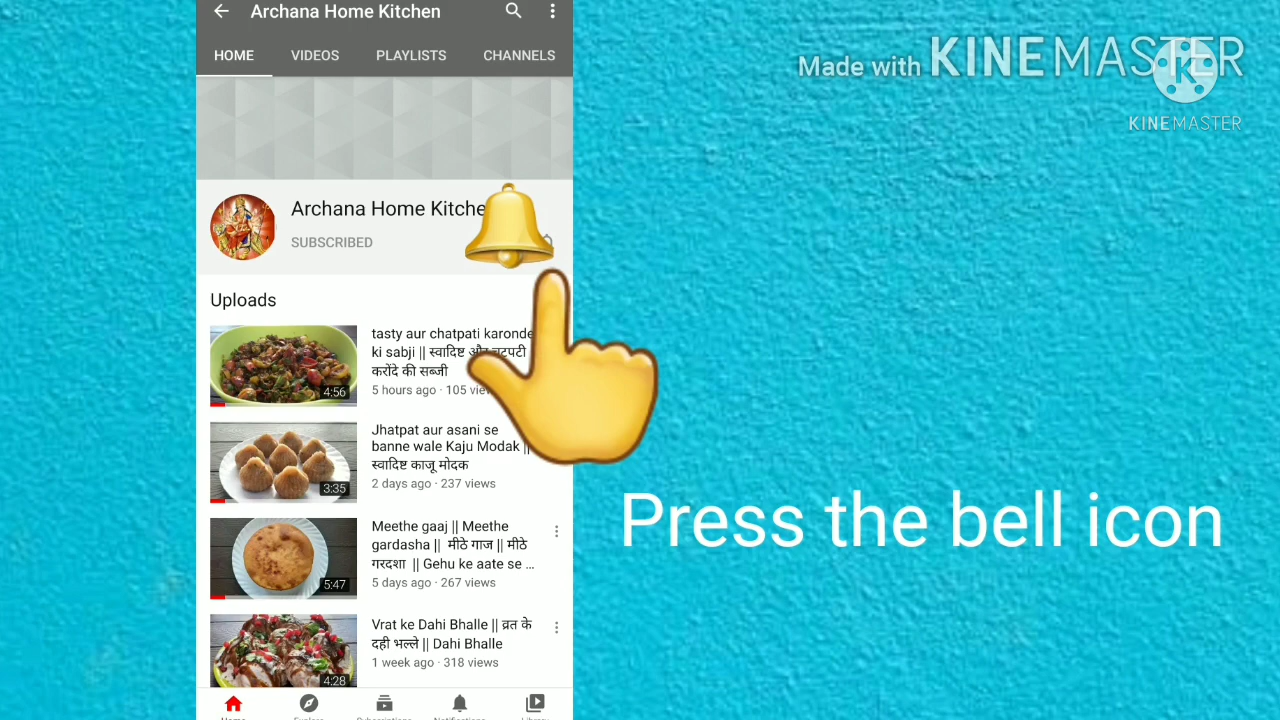 Archana Home Kitchen
HOME VIDEOS PLAYLISTS CHANNELS
Made with KINEMASTER
KINEMASTER
Archana Home Kitche
SUBSCRIBED
Uploads
tasty aur chatpati karonde
ki sabji || स्वादिष्ट और चटपटी
करोंदे की सब्जी
5 hours ago · 105 vie
4:56
Jhatpat aur asani se
banne wale Kaju Modak ||
स्वादिष्ट काजू मोदक
2 days ago · 237 views
3:35
Meethe gaaj || Meethe
gardasha || मीठे गाज || मीठे
गरदशा || Gehu ke aate se ...
5 days ago · 267 views
5:47
Vrat ke Dahi Bhalle || व्रत के
दही भल्ले || Dahi Bhalle
1 week ago · 318 views
4:28
Press the bell icon